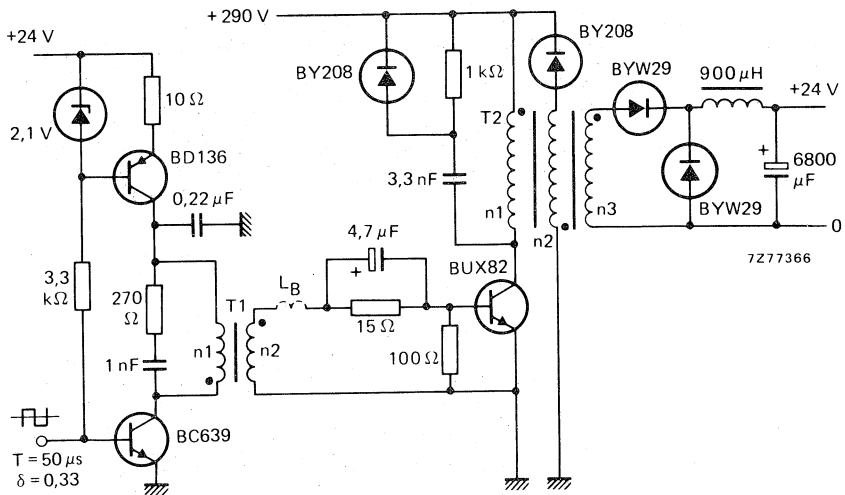 + 290 V
+24 V
BY208
BY208
1 kΩ
BYW29
900 μH
+24 V
10 Ω
2,1 V
T2
BD136
+
6800
μF
3,3 nF
0,22 μF
n1
n2
n3
BYW29
0
4,7 μF
7Z77366
+
BUX82
3,3
kΩ
270
Ω
T1
L_B
15 Ω
n1
n2
100 Ω
1 nF
BC639
T = 50 μs
δ = 0,33